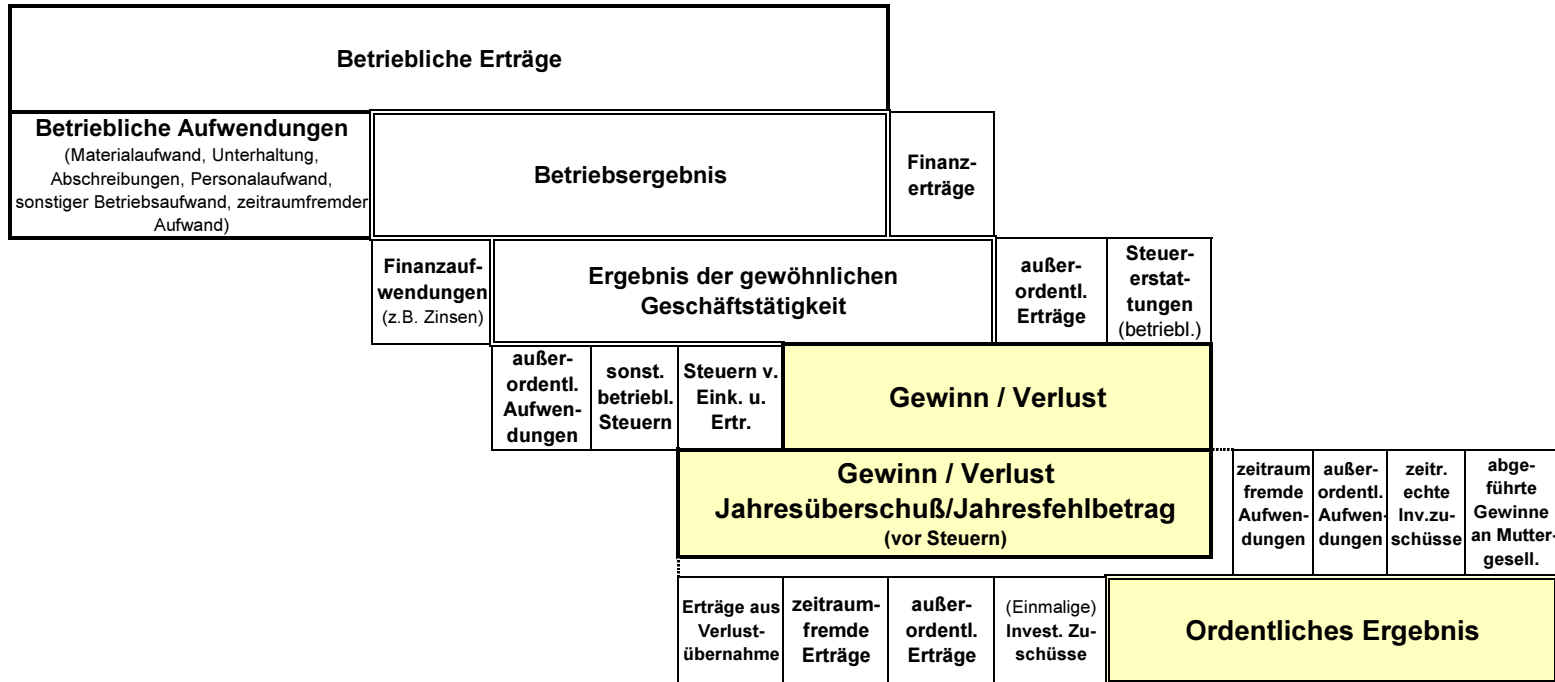 Betriebliche Erträge
Betriebliche Aufwendungen
(Materialaufwand, Unterhaltung,
Abschreibungen, Personalaufwand,
sonstiger Betriebsaufwand, zeitraumfremder
Aufwand)
Betriebsergebnis
Finanz-
erträge
Finanzauf-
wendungen
(z.B. Zinsen)
Ergebnis der gewöhnlichen
Geschäftstätigkeit
außer-
ordentl.
Erträge
Steuer-
erstat-
tungen
(betriebl.)
außer-
ordentl.
Aufwen-
dungen
sonst.
betriebl.
Steuern
Steuern v.
Eink. u.
Ertr.
Gewinn / Verlust
Gewinn / Verlust
Jahresüberschuß/Jahresfehlbetrag
(vor Steuern)
zeitraum
fremde
Aufwen-
dungen
außer-
ordentl.
Aufwen-
dungen
zeitr.
echte
Inv.zu-
schüsse
abge-
führte
Gewinne
an Mutter-
gesell.
Erträge aus
Verlust-
übernahme
zeitraum-
fremde
Erträge
außer-
ordentl.
Erträge
(Einmalige)
Invest. Zu-
schüsse
Ordentliches Ergebnis